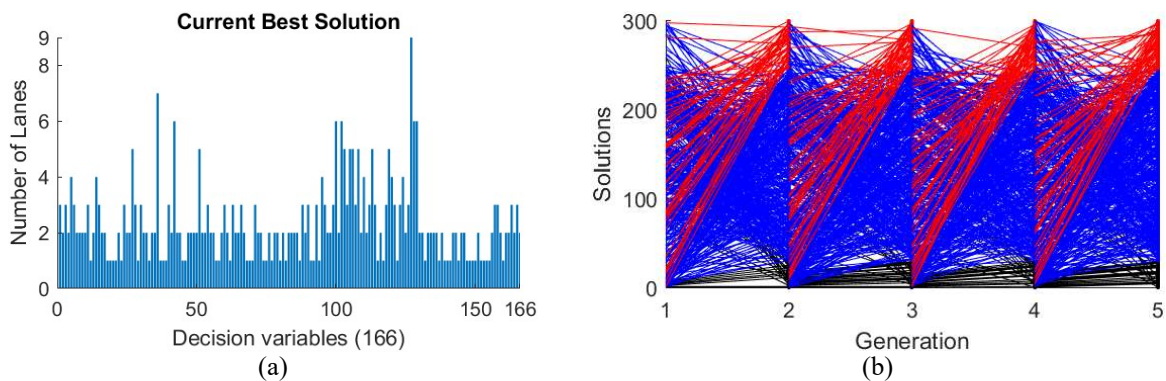 Current Best Solution
Number of Lanes
9
8
6
4
2
0
0
50
100
150
166
Decision variables (166)
(a)
Solutions
300
200
100
0
1
2
3
4
5
Generation
(b)